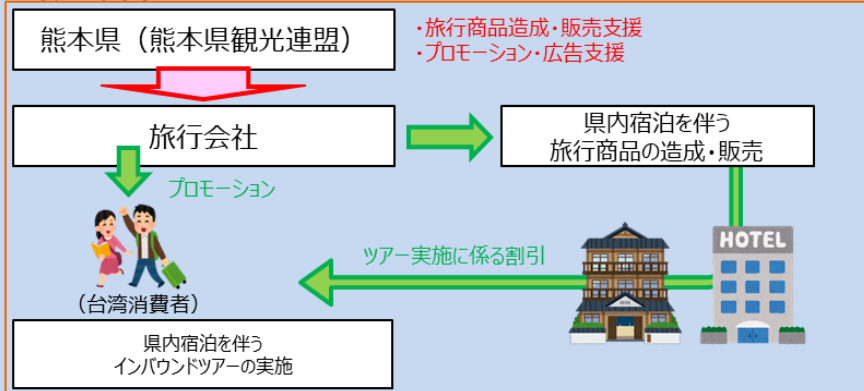 熊本県（熊本県観光連盟）
・旅行商品造成・販売支援
・プロモーション・広告支援
旅行会社
県内宿泊を伴う
旅行商品の造成・販売
プロモーション
HOTEL
ツアー実施に係る割引
（台湾消費者）
県内宿泊を伴う
インバウンドツアーの実施